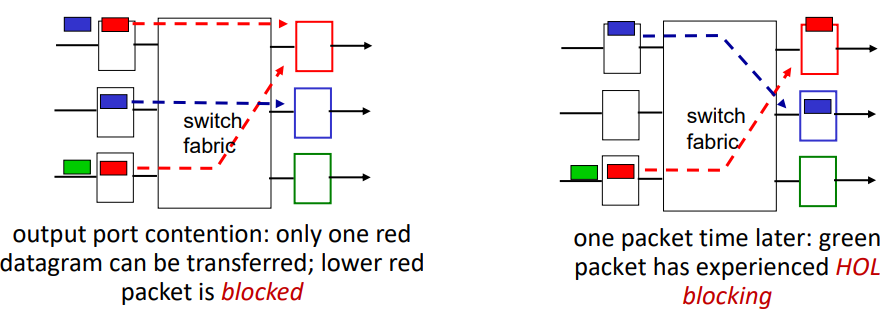 switch
fabric
output port contention: only one red
datagram can be transferred; lower red
packet is blocked
switch
fabric
one packet time later: green
packet has experienced HOL
blocking